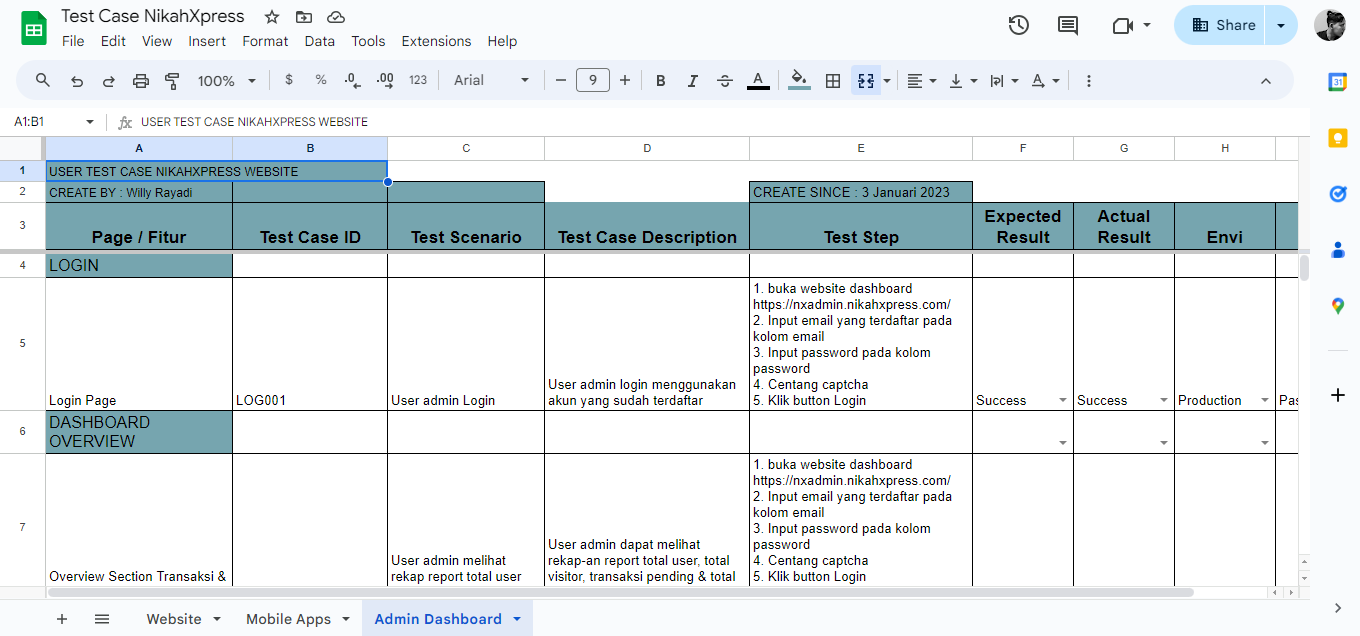 Test Case NikahXpress
File Edit View Insert Format Data Tools Extensions Help
Share
100% $ % .0 .00 123 Arial 9 B I S A A
31
A1:B1 fx USER TEST CASE NIKAHXPRESS WEBSITE
A B C D E F G H
1 USER TEST CASE NIKAHXPRESS WEBSITE
2 CREATE BY : Willy Rayadi CREATE SINCE : 3 Januari 2023
3 Page / Fitur Test Case ID Test Scenario Test Case Description Test Step Expected Result Actual Result Envi
4 LOGIN
5
Login Page
LOG001
User admin Login
User admin login menggunakan
akun yang sudah terdaftar
1. buka website dashboard
https://nxadmin.nikahxpress.com/
2. Input email yang terdaftar pada
kolom email
3. Input password pada kolom
password
4. Centang captcha
5. Klik button Login
Success Success Production Pas
6 DASHBOARD
OVERVIEW
7
Overview Section Transaksi &
User admin melihat
rekap report total user
User admin dapat melihat
rekap-an report total user, total
visitor, transaksi pending & total
1. buka website dashboard
https://nxadmin.nikahxpress.com/
2. Input email yang terdaftar pada
kolom email
3. Input password pada kolom
password
4. Centang captcha
5. Klik button Login
Website Mobile Apps Admin Dashboard